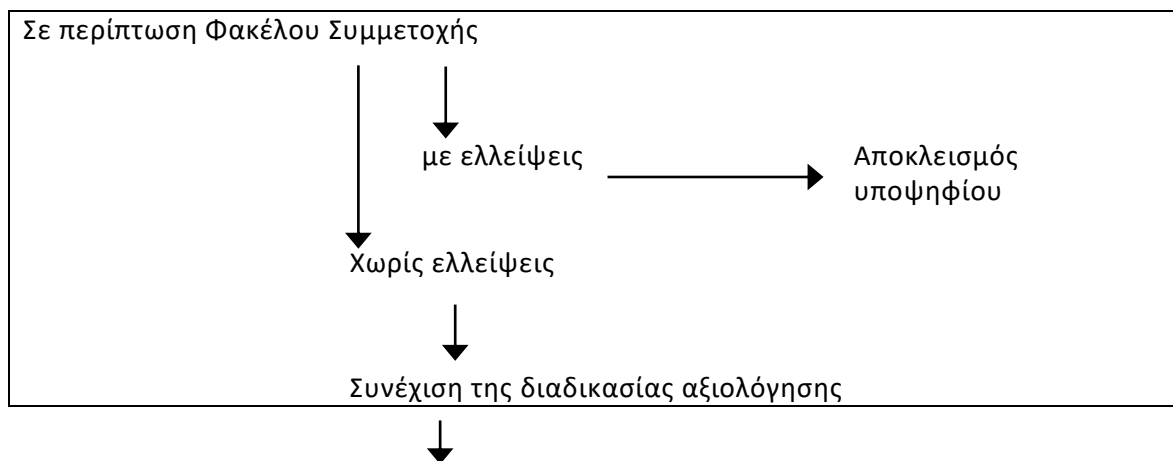 Σε περίπτωση Φακέλου Συμμετοχής
με ελλείψεις
Αποκλεισμός
υποψηφίου
Χωρίς ελλείψεις
Συνέχιση της διαδικασίας αξιολόγησης